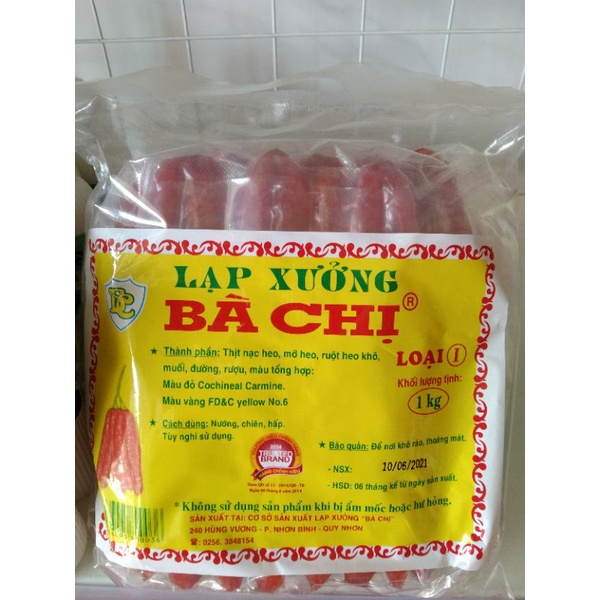 LẠP XƯỞNG
BC
BÀ CHỊ ®
★ Thành phần: Thịt nạc heo, mỡ heo, ruột heo khô,
muối, đường, rượu, màu tổng hợp:
Màu đỏ Cochineal Carmine.
Màu vàng FD&C yellow No.6
LOẠI 1
Khối lượng tịnh:
1 kg
★ Cách dùng: Nướng, chiên, hấp.
Tùy nghi sử dụng.
TRUSTED
BRAND
★ Bảo quản: Để nơi khô ráo, thoáng mát.
- NSX: 10/06/2021
- HSD: 06 tháng kể từ ngày sản xuất.
* Không sử dụng sản phẩm khi bị ẩm mốc hoặc hư hỏng.
SẢN XUẤT TẠI: CƠ SỞ SẢN XUẤT LẠP XƯỞNG "BÀ CHỊ"
240 HÙNG VƯƠNG - P. NHƠN BÌNH - QUY NHƠN
☎: 0256. 3848154